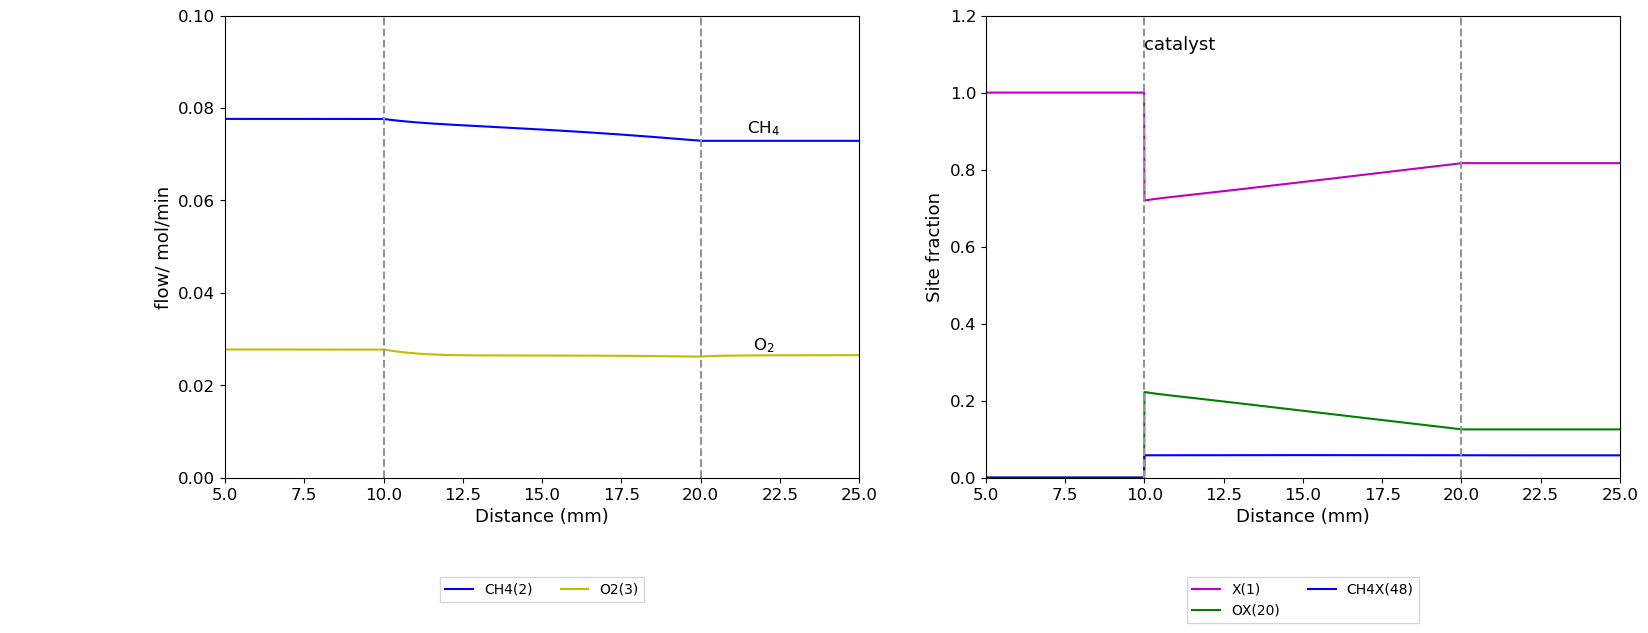 0.10
0.08
0.06
0.04
0.02
0.00
flow/ mol/min
CH₄
O₂
5.0 7.5 10.0 12.5 15.0 17.5 20.0 22.5 25.0
Distance (mm)
CH4(2) O2(3)
1.2
1.0
0.8
0.6
0.4
0.2
0.0
Site fraction
catalyst
5.0 7.5 10.0 12.5 15.0 17.5 20.0 22.5 25.0
Distance (mm)
X(1) CH4X(48)
OX(20)